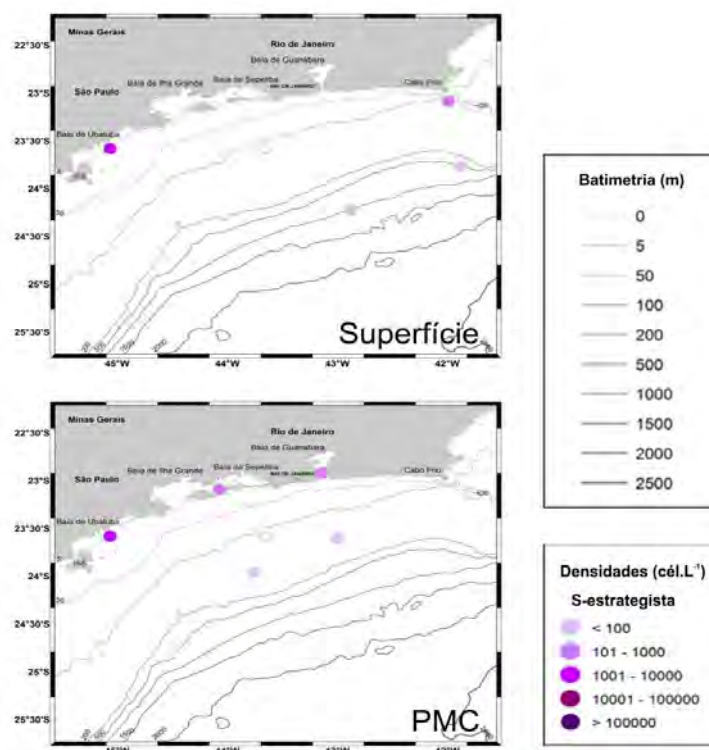 Minas Gerais
Rio de Janeiro
Baía de Guanabara
Baía de Sepetiba
Baía de Ilha Grande
São Paulo
Cabo Frio
Baía de Ubatuba
22°30'S
23°S
23°30'S
24°S
24°30'S
25°S
25°30'S
200
2000
Superfície
45°W
44°W
43°W
42°W
Minas Gerais
Rio de Janeiro
Baía de Guanabara
Baía de Sepetiba
Baía de Ilha Grande
São Paulo
Cabo Frio
Baía de Ubatuba
22°30'S
23°S
23°30'S
24°S
24°30'S
25°S
25°30'S
200
2000
PMC
Batimetria (m)
0
5
50
100
200
500
1000
1500
2000
2500
Densidades (cél.L⁻¹)
S-estrategista
< 100
101 - 1000
1001 - 10000
10001 - 100000
> 100000